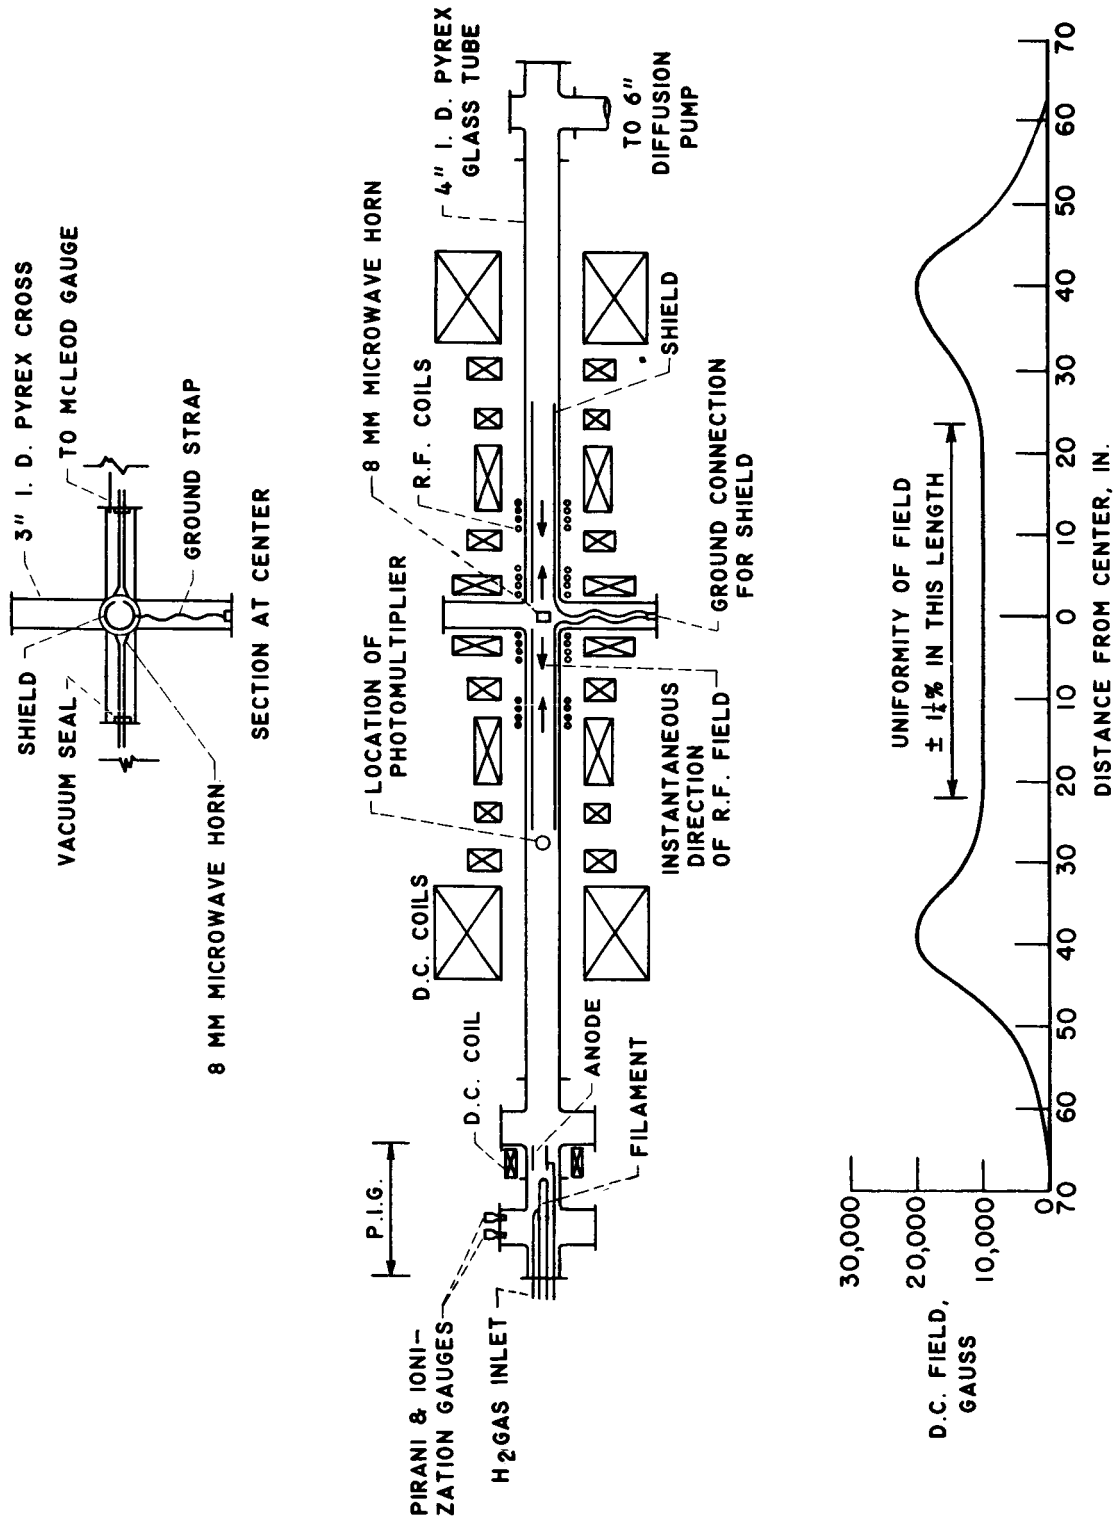 3" I. D. PYREX CROSS
TO McLEOD GAUGE
GROUND STRAP
SHIELD
VACUUM SEAL
8 MM MICROWAVE HORN
SECTION AT CENTER
P.I.G.
PIRANI & IONI-
ZATION GAUGES
H2 GAS INLET
D.C. COIL
ANODE
FILAMENT
D.C. COILS
LOCATION OF
PHOTOMULTIPLIER
8 MM MICROWAVE HORN
R.F. COILS
4" I. D. PYREX
GLASS TUBE
TO 6"
DIFFUSION
PUMP
SHIELD
GROUND CONNECTION
FOR SHIELD
INSTANTANEOUS
DIRECTION
OF R.F. FIELD
D.C. FIELD,
GAUSS
30,000
20,000
10,000
0
UNIFORMITY OF FIELD
± 1¼% IN THIS LENGTH
70 60 50 40 30 20 10 0 10 20 30 40 50 60 70
DISTANCE FROM CENTER, IN.